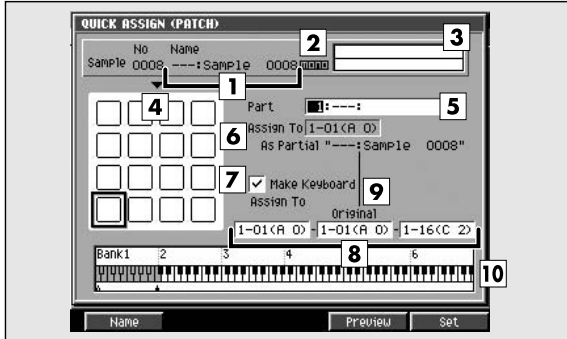 QUICK ASSIGN (PATCH)
No Name
2
3
Sample 0008 ---:Sample 0008 mono
1
4
Part 1:---:
5
6
Assign To 1-01(A 0)
As Partial "---:Sample 0008"
7
Make Keyboard
9
Assign To
Original
1-01(A 0) - 1-01(A 0) - 1-16(C 2)
8
Bank1 2 3 4 6
10
Name Preview Set